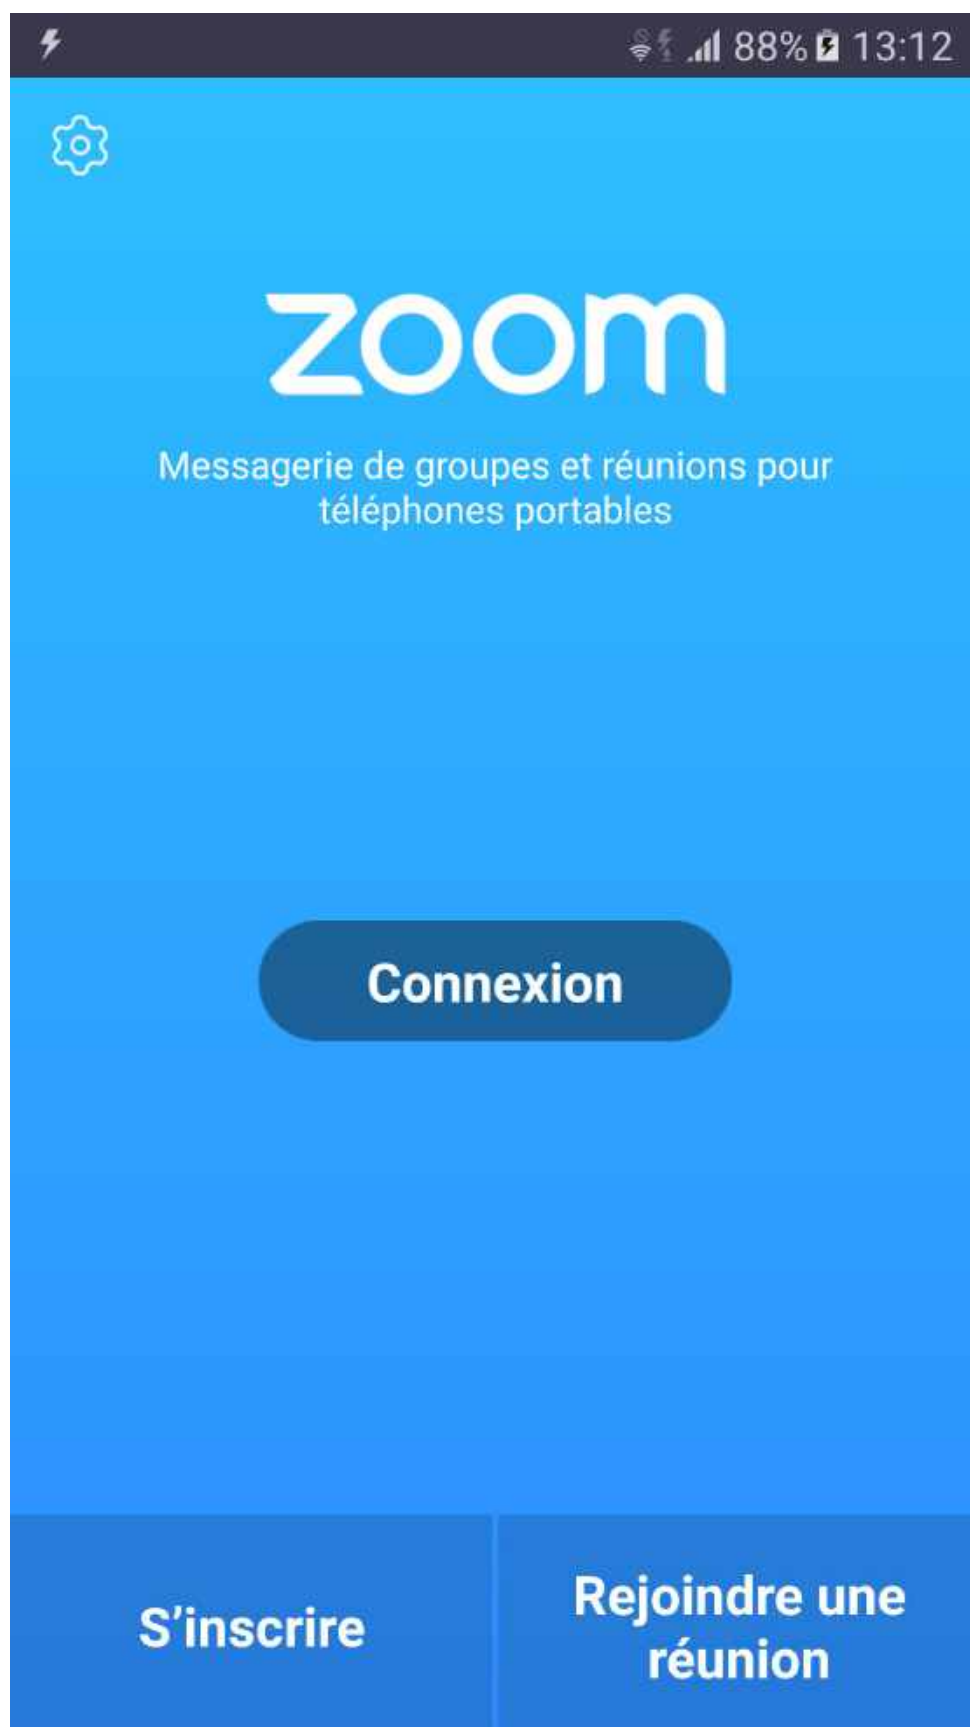 88% 13:12
zoom
Messagerie de groupes et réunions pour
téléphones portables
Connexion
S’inscrire
Rejoindre une
réunion